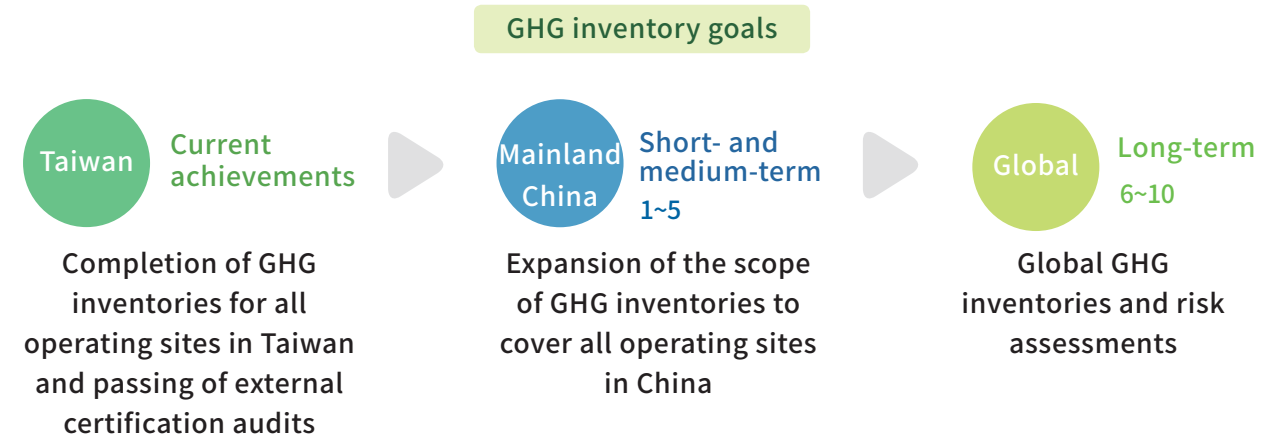 GHG inventory goals
Taiwan
Current
achievements
Completion of GHG
inventories for all
operating sites in Taiwan
and passing of external
certification audits
Mainland
China
Short- and
medium-term
1~5
Expansion of the scope
of GHG inventories to
cover all operating sites
in China
Global
Long-term
6~10
Global GHG
inventories and risk
assessments